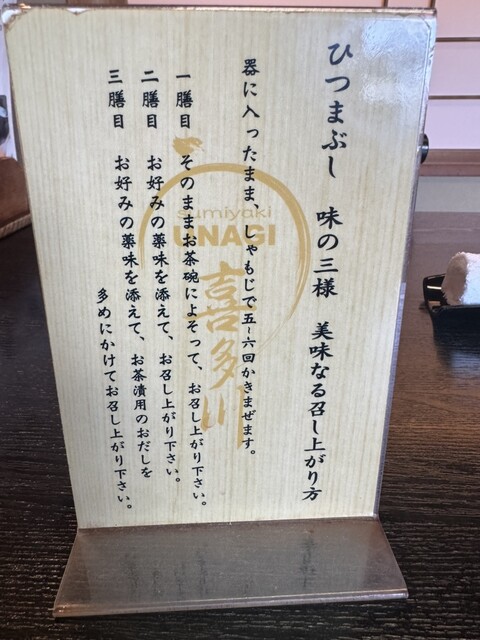 ひつまぶし 味の三様 美味なる召し上がり方
器に入ったまま、しゃもじで五~六回かきまぜます。
一膳目 そのままお茶碗によそって、お召し上がり下さい。
二膳目 お好みの薬味を添えて、お召し上がり下さい。
三膳目 お好みの薬味を添えて、お茶漬用のおだしを
多めにかけてお召し上がり下さい。
sumiyaki
UNAGI
喜多川